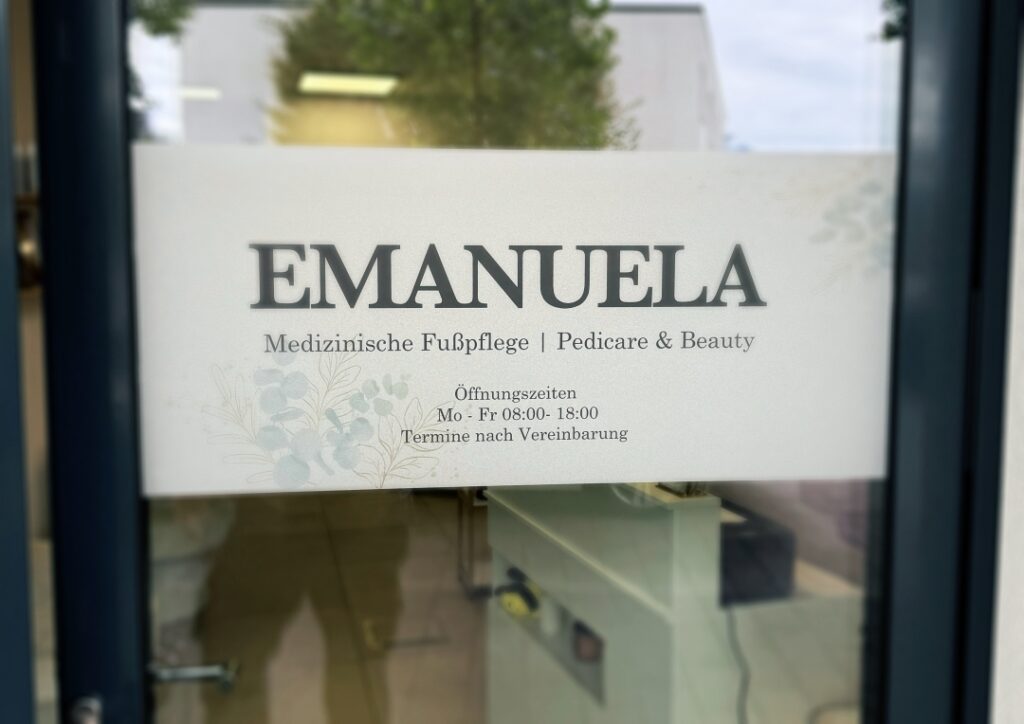 EMANUELA
Medizinische Fußpflege | Pedicare & Beauty
Öffnungszeiten
Mo - Fr 08:00- 18:00
Termine nach Vereinbarung